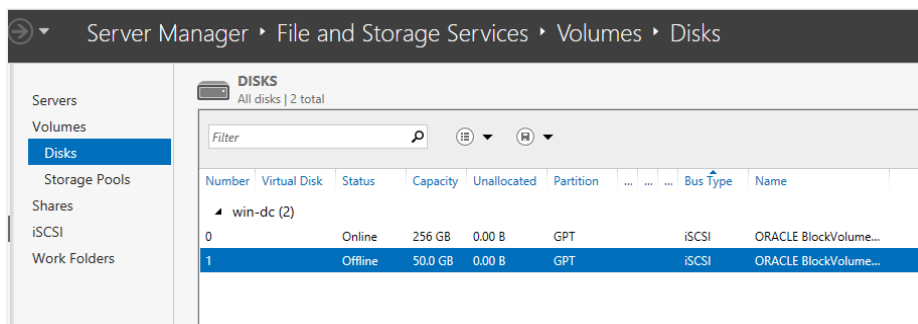 Server Manager ‣ File and Storage Services ‣ Volumes ‣ Disks
Servers
Volumes
Disks
Storage Pools
Shares
iSCSI
Work Folders
DISKS
All disks | 2 total
Filter
Number Virtual Disk Status Capacity Unallocated Partition ... ... ... Bus Type Name
win-dc (2)
0 Online 256 GB 0.00 B GPT iSCSI ORACLE BlockVolume...
1 Offline 50.0 GB 0.00 B GPT iSCSI ORACLE BlockVolume...